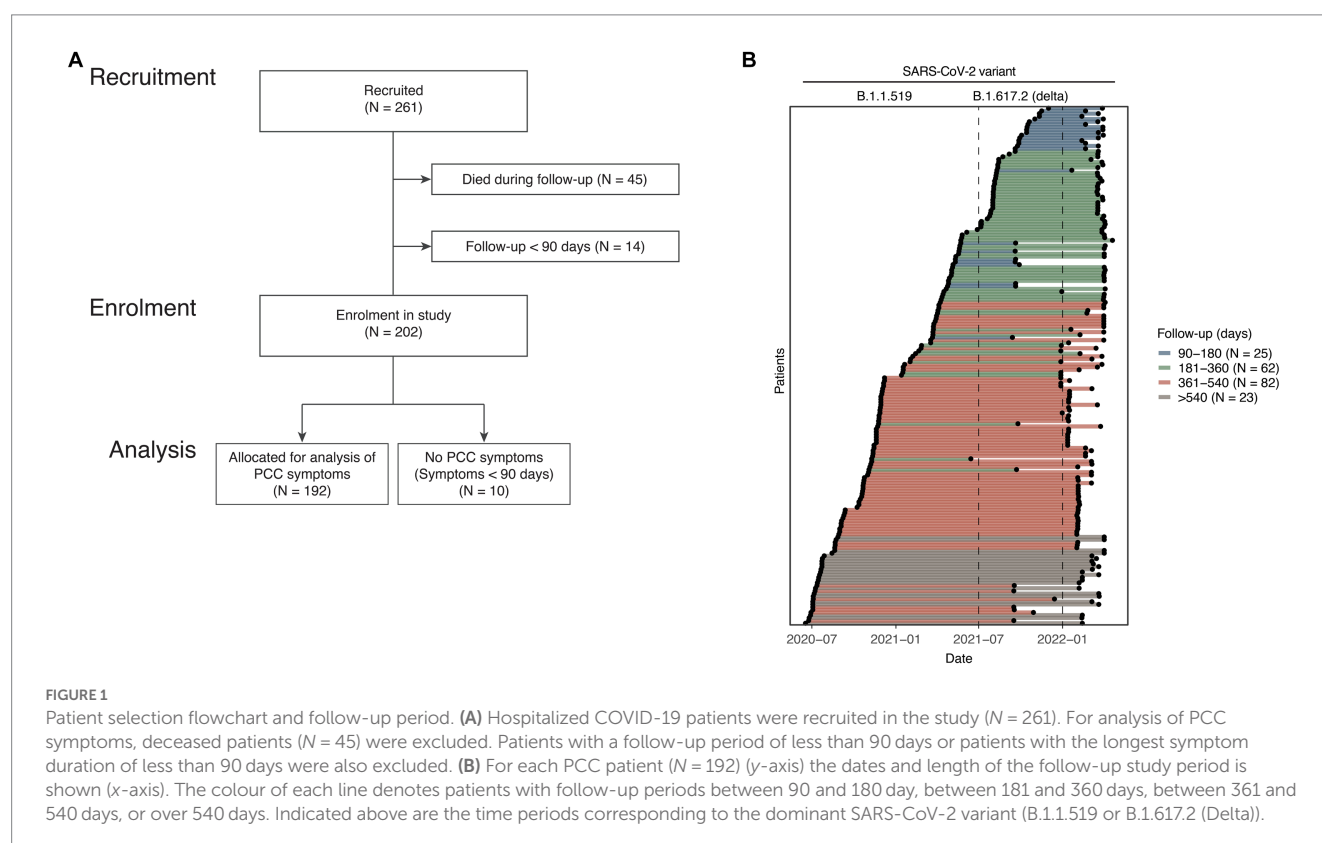 A
Recruitment
Recruited
(N = 261)
Died during follow-up (N = 45)
Follow-up < 90 days (N = 14)
Enrolment
Enrolment in study
(N = 202)
Analysis
Allocated for analysis of
PCC symptoms
(N = 192)
No PCC symptoms
(Symptoms < 90 days)
(N = 10)
B
SARS-CoV-2 variant
B.1.1.519 B.1.617.2 (delta)
Patients
2020–07 2021–01 2021–07 2022–01
Date
Follow-up (days)
90–180 (N = 25)
181–360 (N = 62)
361–540 (N = 82)
>540 (N = 23)
FIGURE 1
Patient selection flowchart and follow-up period. (A) Hospitalized COVID-19 patients were recruited in the study (N = 261). For analysis of PCC
symptoms, deceased patients (N = 45) were excluded. Patients with a follow-up period of less than 90 days or patients with the longest symptom
duration of less than 90 days were also excluded. (B) For each PCC patient (N = 192) (y-axis) the dates and length of the follow-up study period is
shown (x-axis). The colour of each line denotes patients with follow-up periods between 90 and 180 day, between 181 and 360 days, between 361 and
540 days, or over 540 days. Indicated above are the time periods corresponding to the dominant SARS-CoV-2 variant (B.1.1.519 or B.1.617.2 (Delta)).